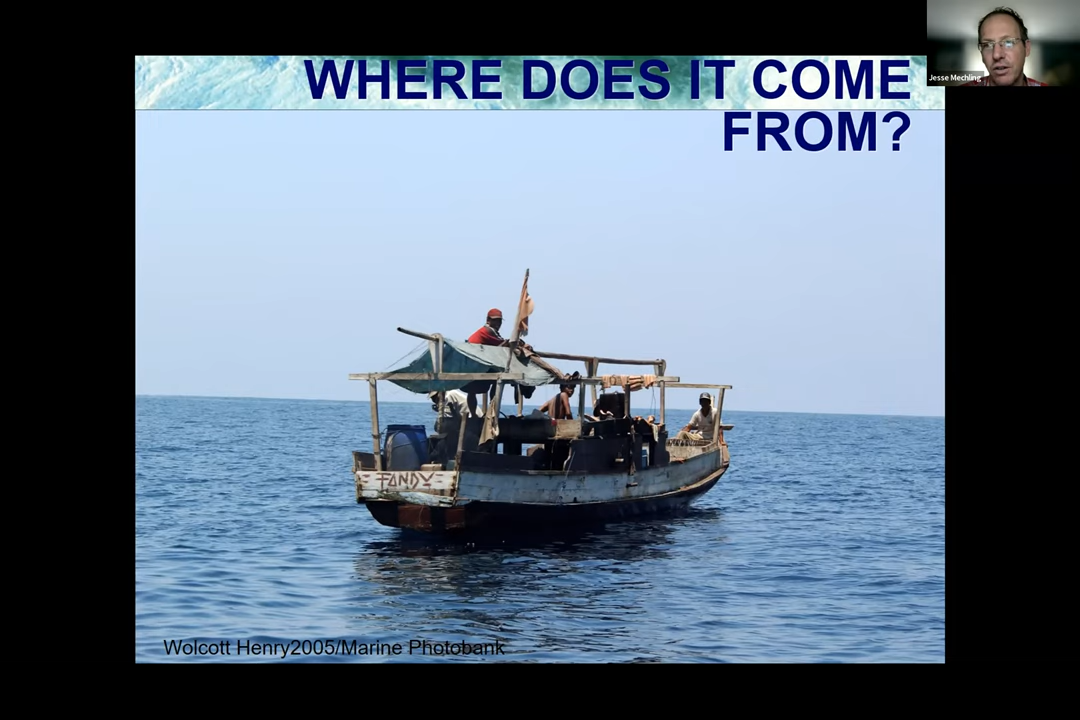 WHERE DOES IT COME
FROM?
Jesse Mechling
FANDY
Wolcott Henry2005/Marine Photobank